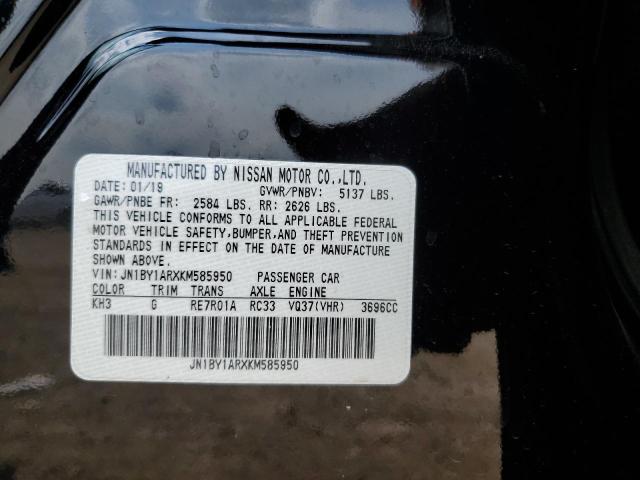 MANUFACTURED BY NISSAN MOTOR CO.,LTD.
DATE: 01/19 GVWR/PNBV: 5137 LBS.
GAWR/PNBE FR: 2584 LBS. RR: 2626 LBS.
THIS VEHICLE CONFORMS TO ALL APPLICABLE FEDERAL
MOTOR VEHICLE SAFETY, BUMPER, AND THEFT PREVENTION
STANDARDS IN EFFECT ON THE DATE OF MANUFACTURE
SHOWN ABOVE.
VIN: JN1BY1ARXKM585950 PASSENGER CAR
COLOR TRIM TRANS AXLE ENGINE
KH3 G RE7R01A RC33 VQ37(VHR) 3696CC
JN1BY1ARXKM585950